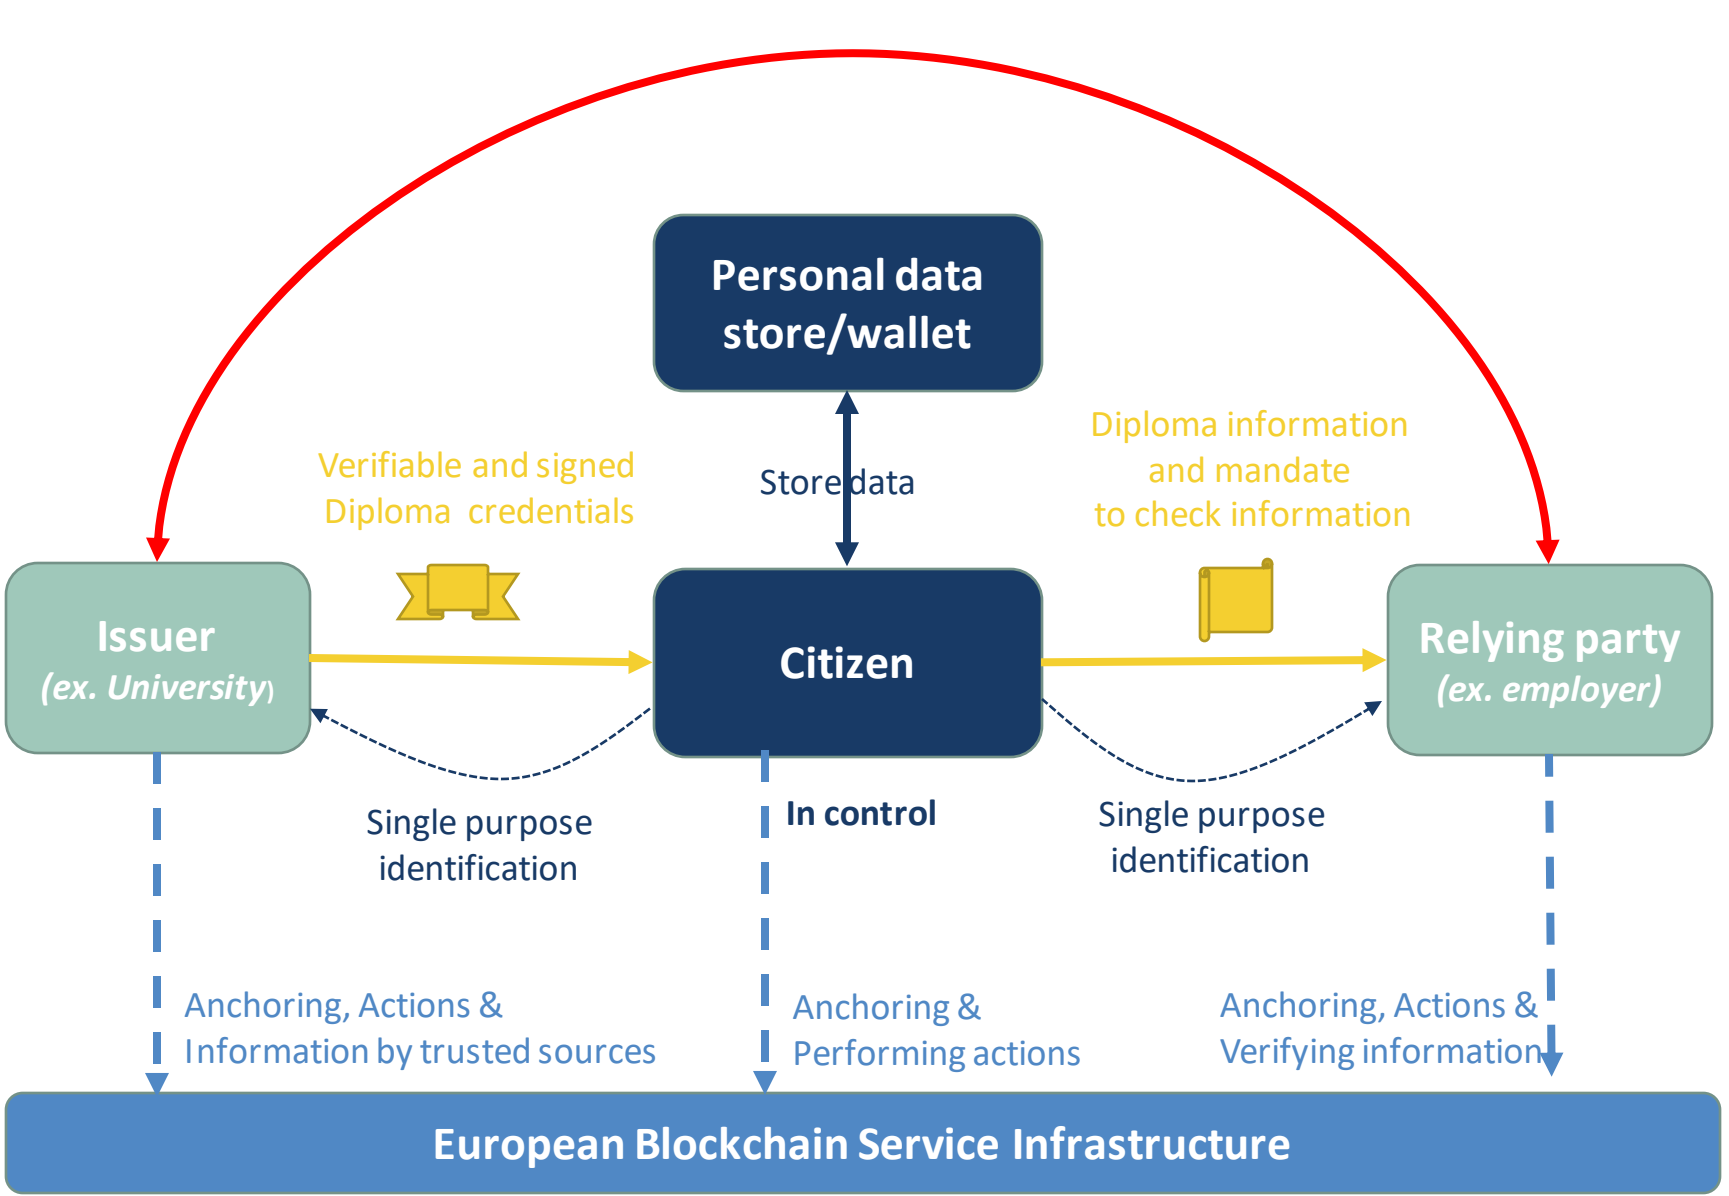 Personal data
store/wallet
Diploma information
and mandate
to check information
Verifiable and signed
Diploma  credentials
Store data
Issuer
(ex. University)
Citizen
Relying party
(ex. employer)
Single purpose
identification
In control
Single purpose
identification
Anchoring, Actions &
Information by trusted sources
Anchoring &
Performing actions
Anchoring, Actions &
Verifying information
European Blockchain Service Infrastructure